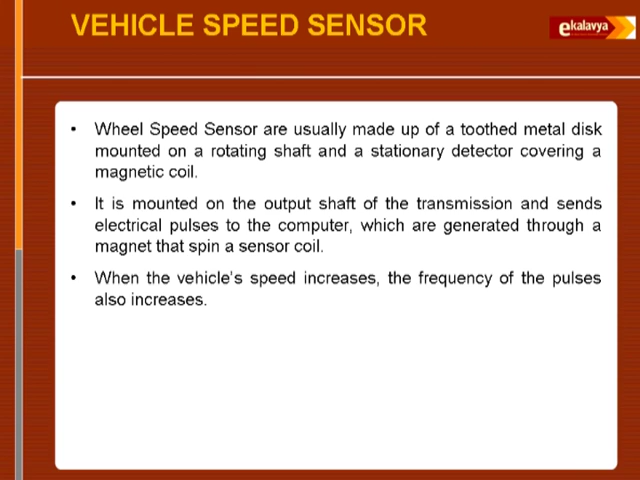 VEHICLE SPEED SENSOR
ekalavya
• Wheel Speed Sensor are usually made up of a toothed metal disk
mounted on a rotating shaft and a stationary detector covering a
magnetic coil.
• It is mounted on the output shaft of the transmission and sends
electrical pulses to the computer, which are generated through a
magnet that spin a sensor coil.
• When the vehicle's speed increases, the frequency of the pulses
also increases.